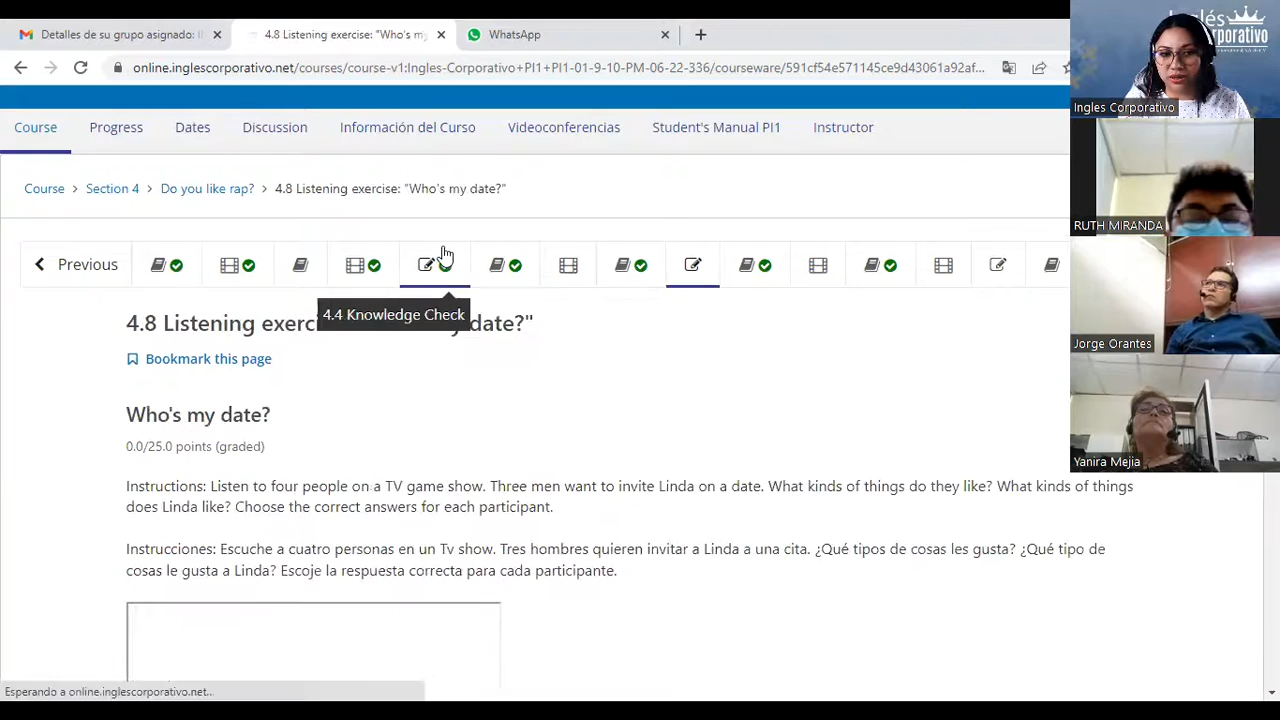 Detalles de su grupo asignado: I
4.8 Listening exercise: "Who's my
WhatsApp
online.inglescorporativo.net/courses/course-v1:Ingles-Corporativo+PI1+01-9-10-PM-06-22-336/courseware/591cf54e571145ce9d43061a92af...
Course
Progress
Dates
Discussion
Información del Curso
Videoconferencias
Student's Manual PI1
Instructor
Course > Section 4 > Do you like rap? > 4.8 Listening exercise: "Who's my date?"
Previous
4.4 Knowledge Check
4.8 Listening exerci y date?"
Bookmark this page
Who's my date?
0.0/25.0 points (graded)
Instructions: Listen to four people on a TV game show. Three men want to invite Linda on a date. What kinds of things do they like? What kinds of things
does Linda like? Choose the correct answers for each participant.
Instrucciones: Escuche a cuatro personas en un Tv show. Tres hombres quieren invitar a Linda a una cita. ¿Qué tipos de cosas les gusta? ¿Qué tipo de
cosas le gusta a Linda? Escoje la respuesta correcta para cada participante.
Esperando a online.inglescorporativo.net...
Inglés
Corporativo
Ingles Corporativo
RUTH MIRANDA
Jorge Orantes
Yanira Mejia